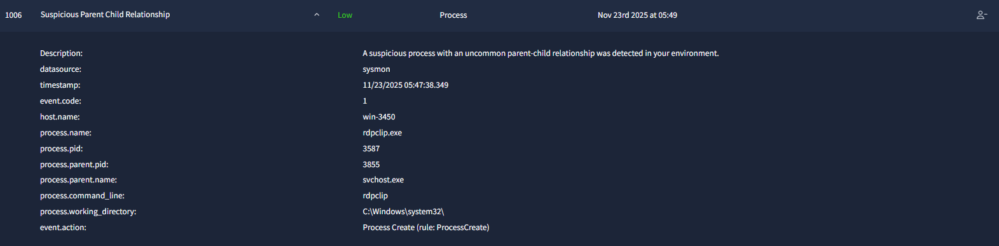 1006 Suspicious Parent Child Relationship Low Process Nov 23rd 2025 at 05:49
Description: A suspicious process with an uncommon parent-child relationship was detected in your environment.
datasource: sysmon
timestamp: 11/23/2025 05:47:38.349
event.code: 1
host.name: win-3450
process.name: rdpclip.exe
process.pid: 3587
process.parent.pid: 3855
process.parent.name: svchost.exe
process.command_line: rdpclip
process.working_directory: C:\Windows\system32\
event.action: Process Create (rule: ProcessCreate)